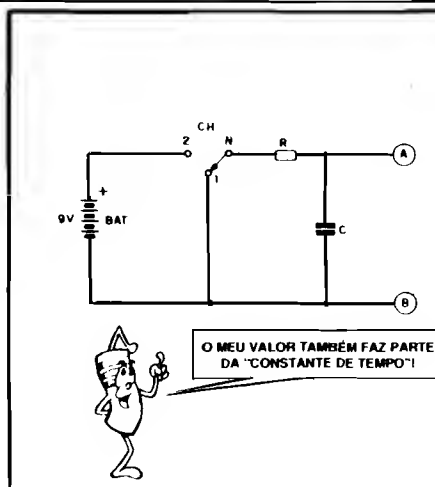 CH
2 N
R
A
1
+
9V BAT
C
B
O MEU VALOR TAMBÉM FAZ PARTE
DA "CONSTANTE DE TEMPO"!